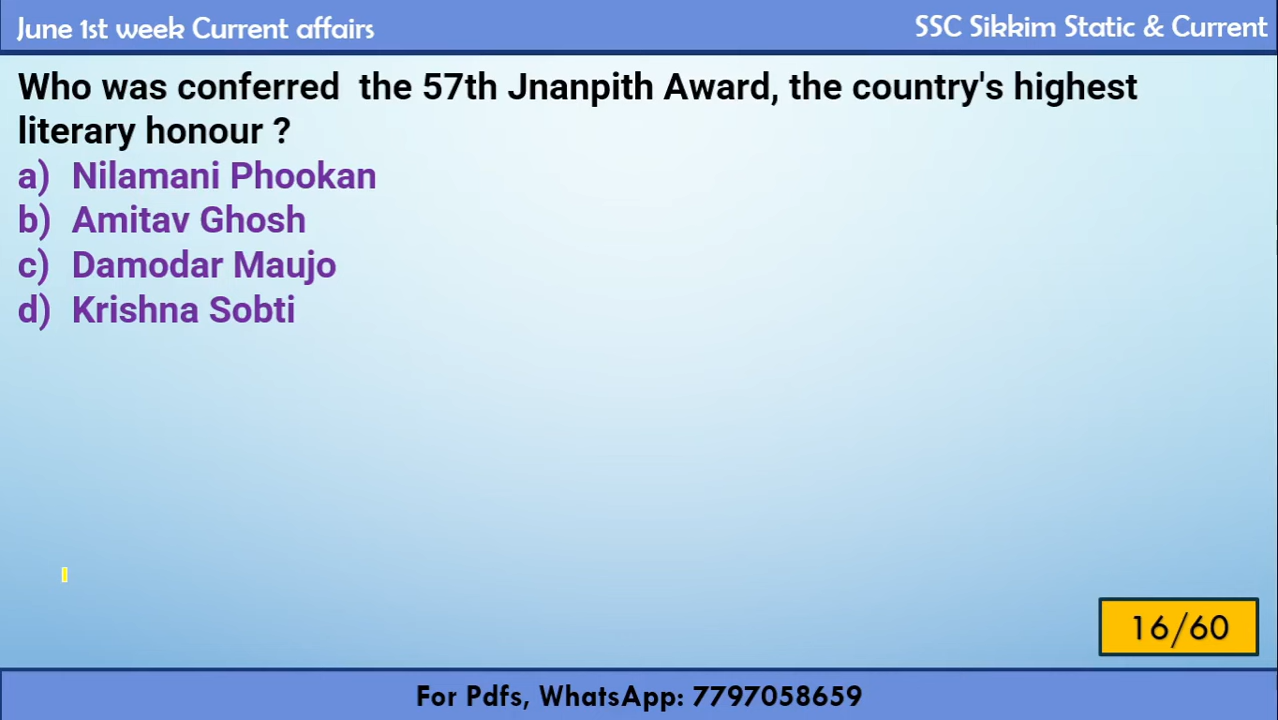 June 1st week Current affairs
SSC Sikkim Static & Current
Who was conferred  the 57th Jnanpith Award, the country's highest
literary honour ?
a) Nilamani Phookan
b) Amitav Ghosh
c) Damodar Maujo
d) Krishna Sobti
16/60
For Pdfs, WhatsApp: 7797058659